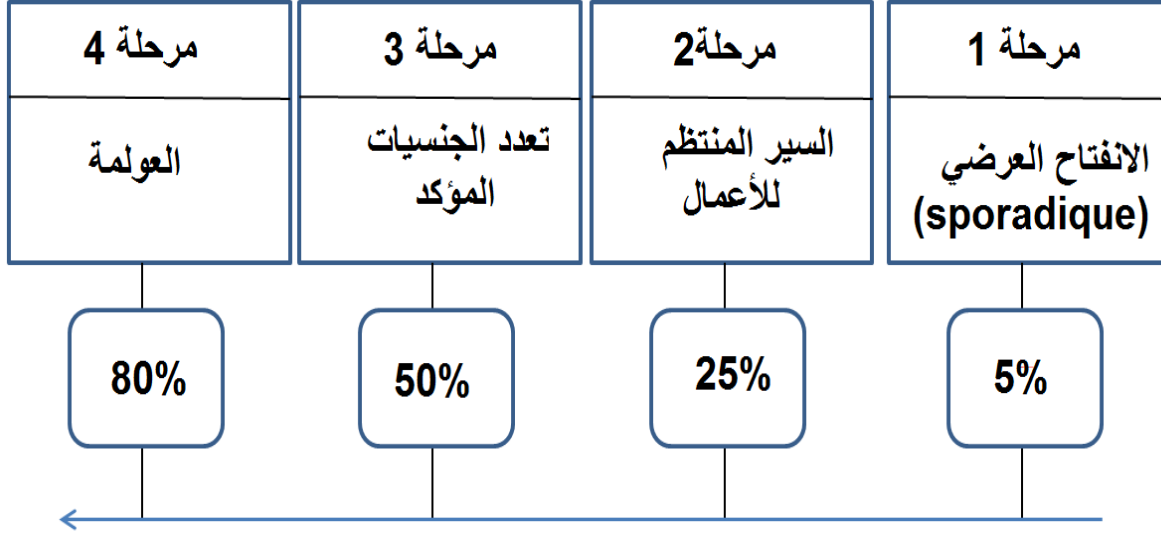 مرحلة 1
الانفتاح العرضي
(sporadique)
5%
مرحلة2
السير المنتظم
للأعمال
25%
مرحلة 3
تعدد الجنسيات
المؤكد
50%
مرحلة 4
العولمة
80%